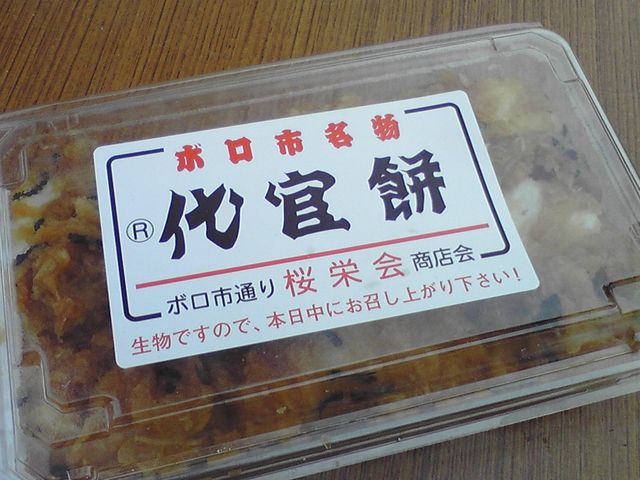 ボロ市名物
®代官餅
ボロ市通り 桜栄会 商店会
生物ですので、本日中にお召し上がり下さい!